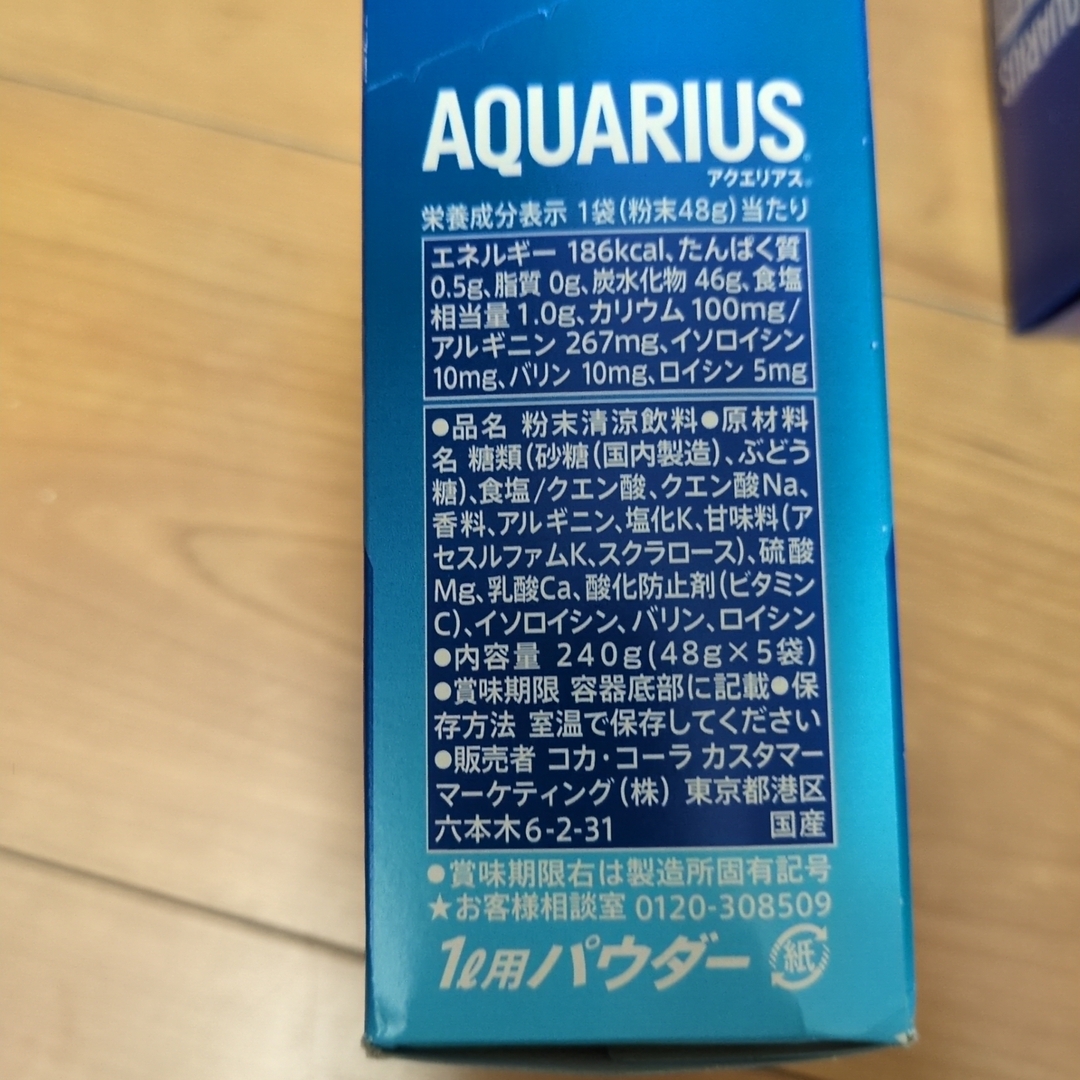 AQUARIUS
アクエリアス
栄養成分表示 1袋(粉末48g)当たり
エネルギー 186kcal、たんぱく質
0.5g、脂質 0g、炭水化物 46g、食塩
相当量 1.0g、カリウム 100mg/
アルギニン 267mg、イソロイシン
10mg、バリン 10mg、ロイシン 5mg
●品名 粉末清涼飲料●原材料
名 糖類(砂糖(国内製造)、ぶどう
糖)、食塩/クエン酸、クエン酸Na、
香料、アルギニン、塩化K、甘味料(ア
セスルファムK、スクラロース)、硫酸
Mg、乳酸Ca、酸化防止剤(ビタミン
C)、イソロイシン、バリン、ロイシン
●内容量 240g(48g×5袋)
●賞味期限 容器底部に記載●保
存方法 室温で保存してください
●販売者 コカ・コーラ カスタマー
マーケティング(株) 東京都港区
六本木6-2-31 国産
●賞味期限右は製造所固有記号
★お客様相談室 0120-308509
1ℓ用パウダー 紙
QUARIUS